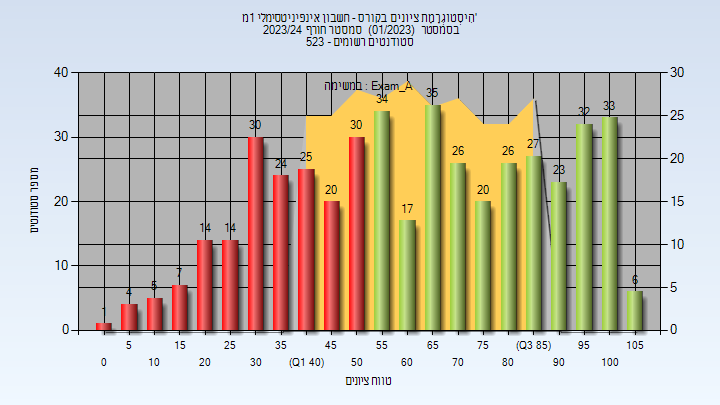 היסטוגרמת ציונים בקורס - חשבון אינפיניטסימלי 1מ'
בסמסטר (01/2023) סמסטר חורף 2023/24
סטודנטים רשומים - 523
במשימה : Exam_A
40 30 20 10 0
30 25 20 15 10 5 0
מספר סטודנטים
1 4 5 7 14 14 30 24 25 20 30 34 17 35 26 20 26 27 23 32 33 6
5 15 25 35 45 55 65 75 (Q3 85) 95 105
0 10 20 30 (Q1 40) 50 60 70 80 90 100
טווח ציונים